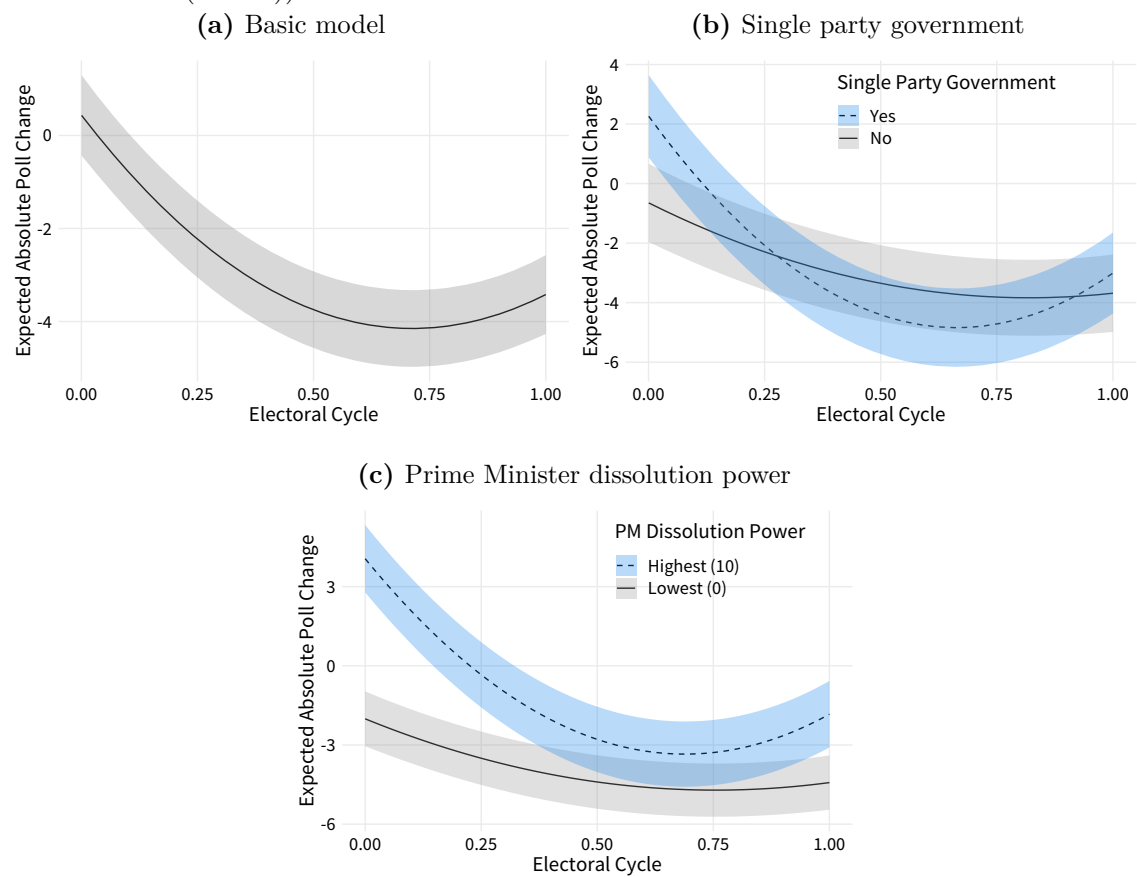 (a) Basic model
Expected Absolute Poll Change
0
-2
-4
0.00 0.25 0.50 0.75 1.00
Electoral Cycle
(b) Single party government
Expected Absolute Poll Change
4
2
0
-2
-4
-6
Single Party Government
Yes
No
0.00 0.25 0.50 0.75 1.00
Electoral Cycle
(c) Prime Minister dissolution power
Expected Absolute Poll Change
3
0
-3
-6
PM Dissolution Power
Highest (10)
Lowest (0)
0.00 0.25 0.50 0.75 1.00
Electoral Cycle